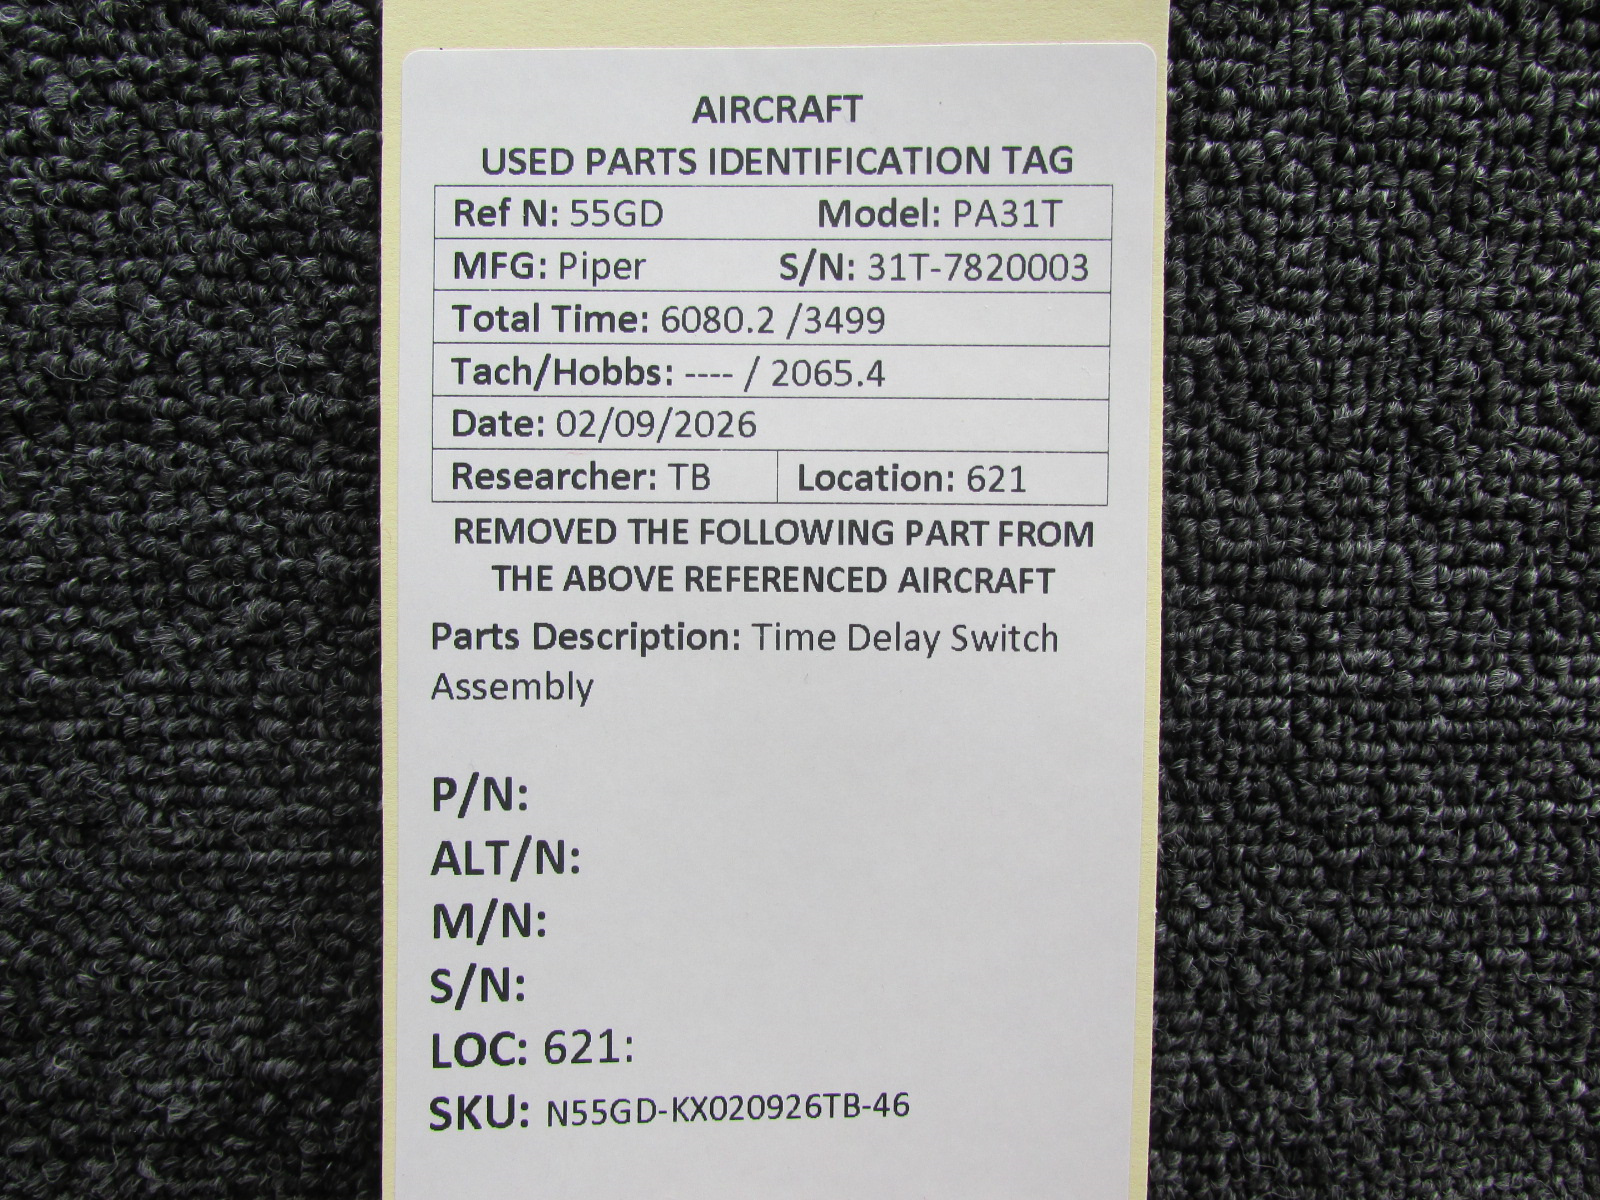 AIRCRAFT
USED PARTS IDENTIFICATION TAG
Ref N: 55GD Model: PA31T
MFG: Piper S/N: 31T-7820003
Total Time: 6080.2 /3499
Tach/Hobbs: ---- / 2065.4
Date: 02/09/2026
Researcher: TB Location: 621
REMOVED THE FOLLOWING PART FROM
THE ABOVE REFERENCED AIRCRAFT
Parts Description: Time Delay Switch
Assembly
P/N:
ALT/N:
M/N:
S/N:
LOC: 621:
SKU: N55GD-KX020926TB-46